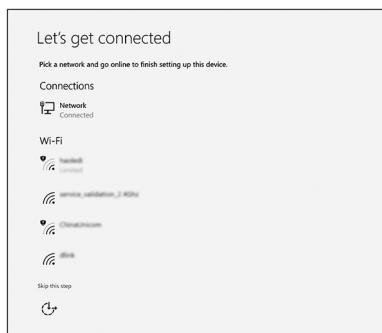 Let's get connected
Pick a network and go online to finish setting up this device.
Connections
Network
Connected
Wi-Fi
Limited
service_validation_2.4Ghz
ChinaUnicom
dlink
Skip this step